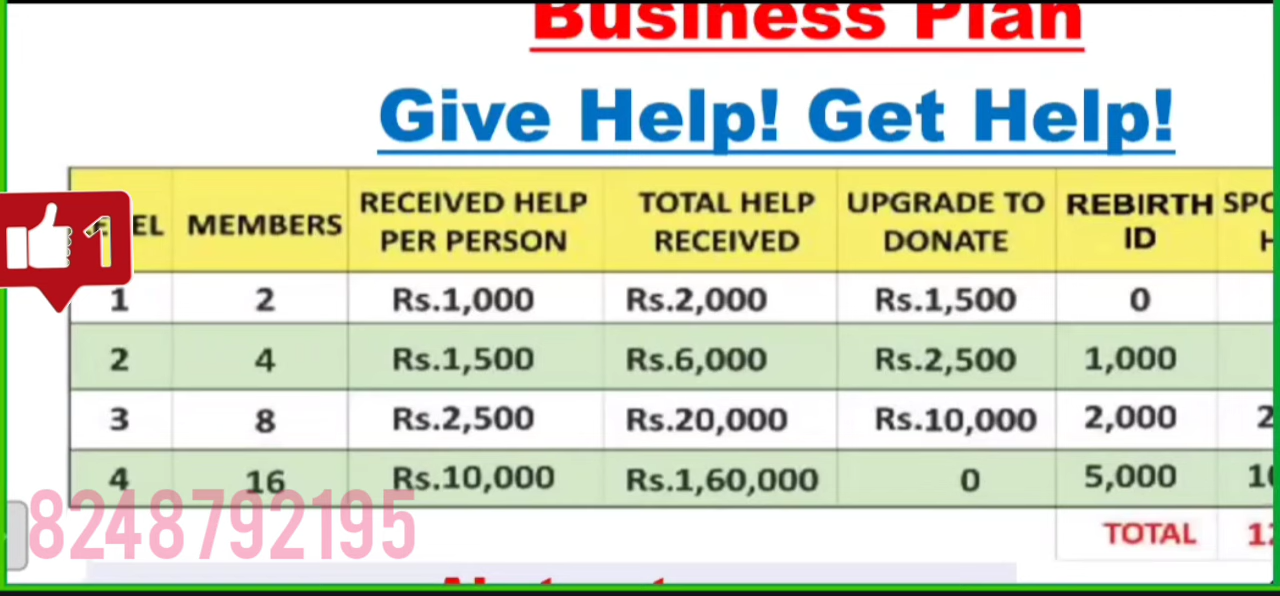 Business Plan
Give Help! Get Help!
EL MEMBERS RECEIVED HELP PER PERSON TOTAL HELP RECEIVED UPGRADE TO DONATE REBIRTH ID
1 2 Rs.1,000 Rs.2,000 Rs.1,500 0
2 4 Rs.1,500 Rs.6,000 Rs.2,500 1,000
3 8 Rs.2,500 Rs.20,000 Rs.10,000 2,000 2
4 16 Rs.10,000 Rs.1,60,000 0 5,000
TOTAL
8248792195
1